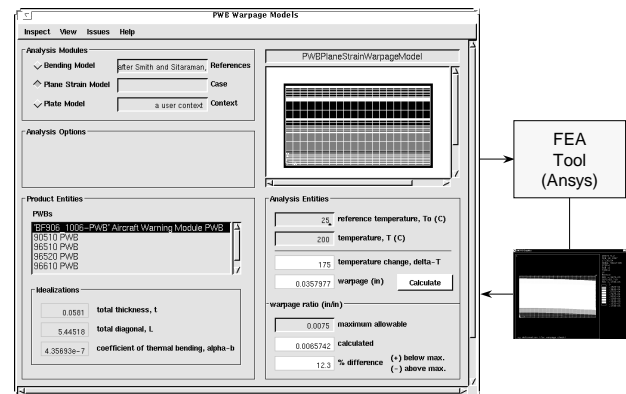 PWB Warpage Models
Inspect View Issues Help
Analysis Modules
Bending Model after Smith and Sitaraman, References
Plane Strain Model Case
Plate Model a user context Context
Analysis Options
PWBPlaneStrainWarpageModel
FEA
Tool
(Ansys)
Product Entities
PWBs
"BF906_1006-PWB" Aircraft Warning Module PWB
90510 PWB
96510 PWB
96520 PWB
96610 PWB
Idealizations
0.0581 total thickness, t
5.44518 total diagonal, L
4.35693e-7 coefficient of thermal bending, alpha-b
Analysis Entities
25 reference temperature, To (C)
200 temperature, T (C)
175 temperature change, delta-T
0.0357977 warpage (in) Calculate
warpage ratio (in/in)
0.0075 maximum allowable
0.0065742 calculated
12.3 % difference (+) below max.
(-) above max.